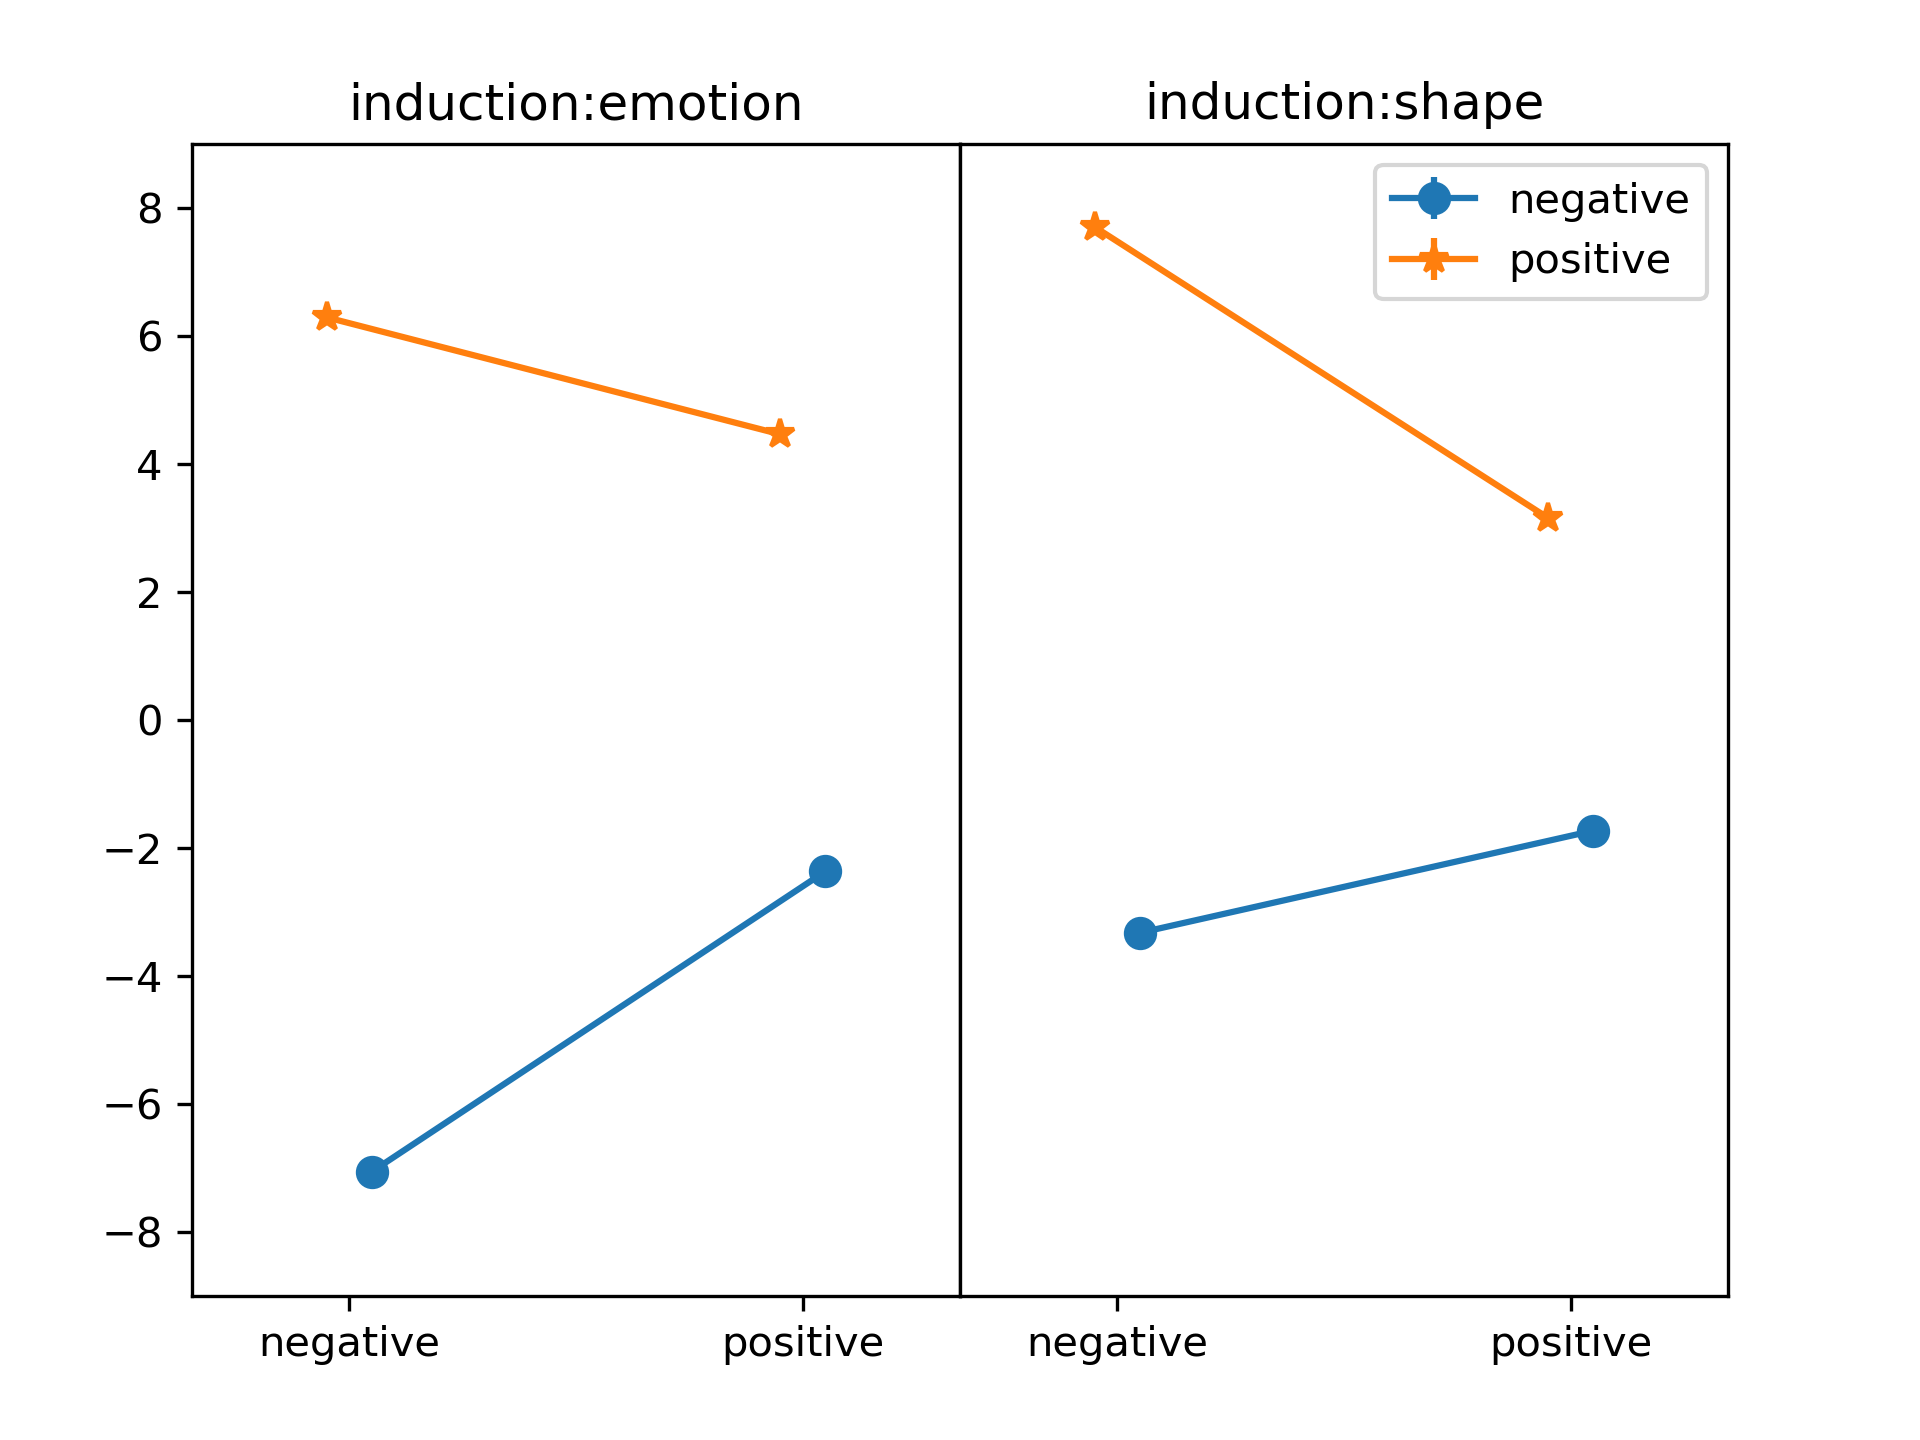 induction:emotion
induction:shape
negative
positive
8
6
4
2
0
−2
−4
−6
−8
negative
positive
negative
positive